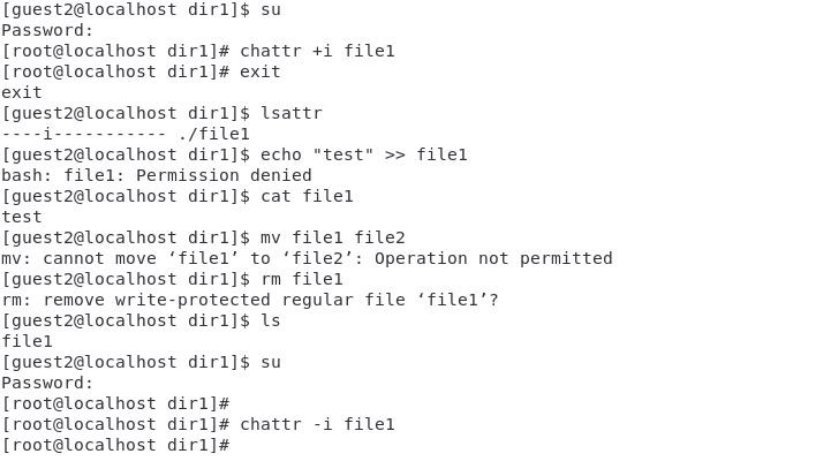 [guest2@localhost dir1]$ su
Password:
[root@localhost dir1]# chattr +i file1
[root@localhost dir1]# exit
exit
[guest2@localhost dir1]$ lsattr
----i----------- ./file1
[guest2@localhost dir1]$ echo "test" >> file1
bash: file1: Permission denied
[guest2@localhost dir1]$ cat file1
test
[guest2@localhost dir1]$ mv file1 file2
mv: cannot move ‘file1’ to ‘file2’: Operation not permitted
[guest2@localhost dir1]$ rm file1
rm: remove write-protected regular file ‘file1’?
[guest2@localhost dir1]$ ls
file1
[guest2@localhost dir1]$ su
Password:
[root@localhost dir1]#
[root@localhost dir1]# chattr -i file1
[root@localhost dir1]#